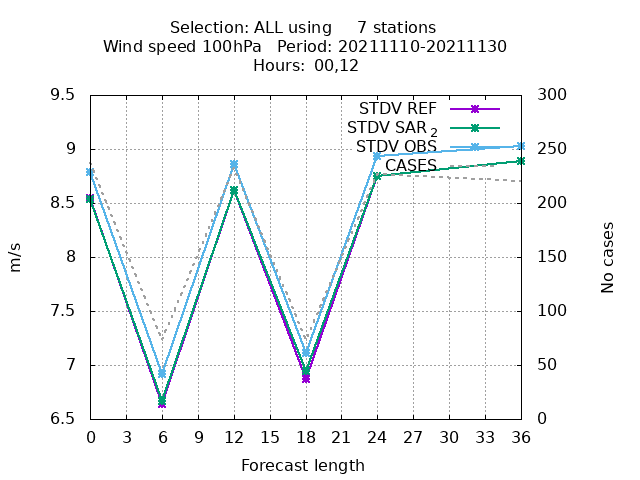 Selection: ALL using 7 stations
Wind speed 100hPa Period: 20211110-20211130
Hours: 00,12
9.5
9
8.5
8
7.5
7
6.5
m/s
300
250
200
150
100
50
0
No cases
STDV REF
STDV SAR 2
STDV OBS
CASES
0 3 6 9 12 15 18 21 24 27 30 33 36
Forecast length